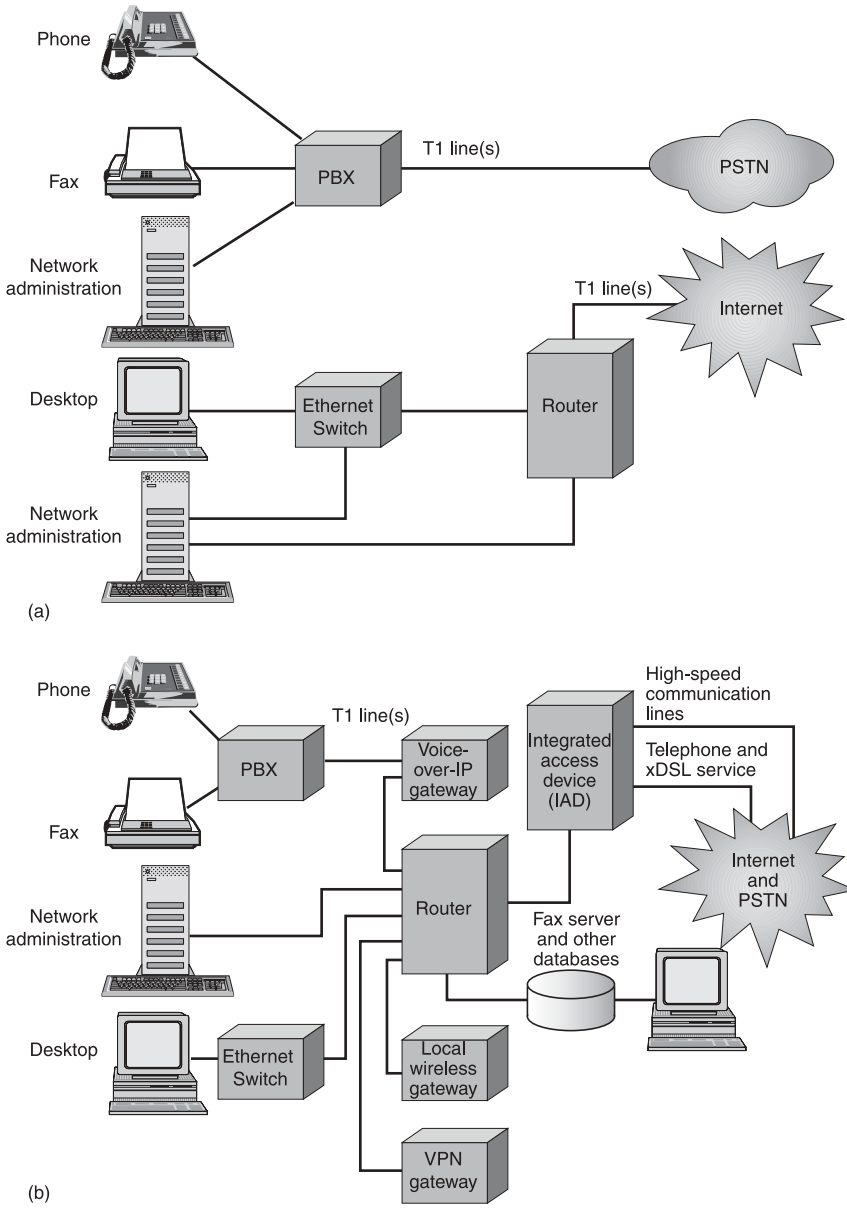 Phone
Fax
PBX
T1 line(s)
PSTN
Network
administration
T1 line(s)
Internet
Desktop
Ethernet
Switch
Router
Network
administration
(a)
Phone
T1 line(s)
PBX
Voice-
over-IP
gateway
Integrated
access
device
(IAD)
High-speed
communication
lines
Telephone and
xDSL service
Fax
Internet
and
PSTN
Network
administration
Router
Fax server
and other
databases
Desktop
Ethernet
Switch
Local
wireless
gateway
VPN
gateway
(b)